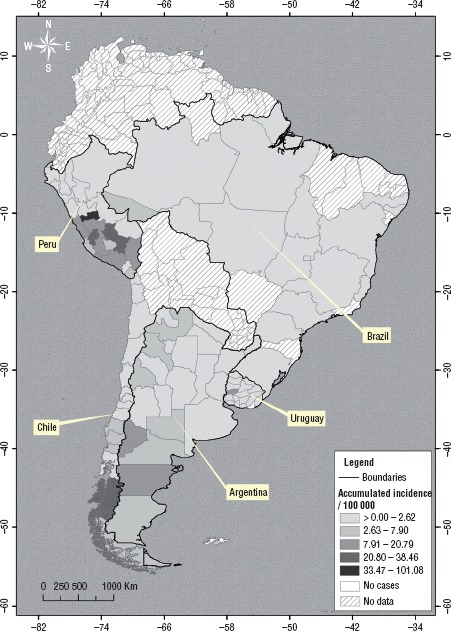 −82 −74 −66 −58 −50 −42 −34
N
W E
S
10
0
−10
−20
−30
−40
−50
−60
Peru
Brazil
Chile
Uruguay
Argentina
Legend
Boundaries
Accumulated incidence
/ 100 000
> 0.00 – 2.62
2.63 – 7.90
7.91 – 20.79
20.80 – 38.46
33.47 – 101.08
No cases
No data
0 250 500 1000 Km
−82 −74 −66 −58 −50 −42 −34
10
0
−10
−20
−30
−40
−50
−60